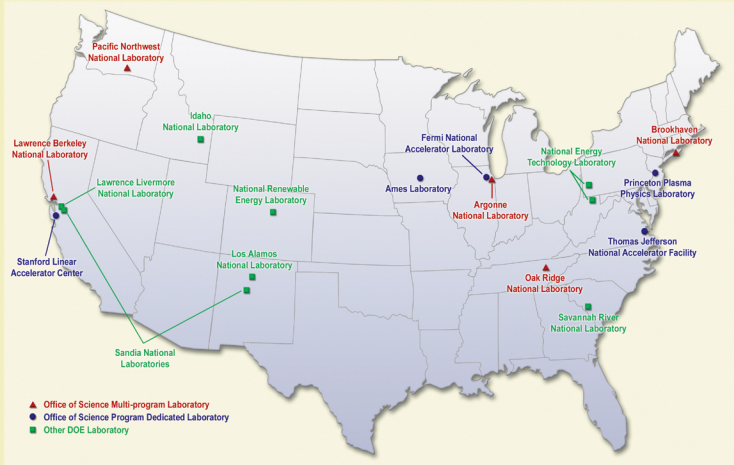 Pacific Northwest
National Laboratory
Idaho
National Laboratory
Lawrence Berkeley
National Laboratory
Lawrence Livermore
National Laboratory
Stanford Linear
Accelerator Center
National Renewable
Energy Laboratory
Los Alamos
National Laboratory
Sandia National
Laboratories
Fermi National
Accelerator Laboratory
Ames Laboratory
Argonne
National Laboratory
National Energy
Technology Laboratory
Brookhaven
National Laboratory
Princeton Plasma
Physics Laboratory
Thomas Jefferson
National Accelerator Facility
Oak Ridge
National Laboratory
Savannah River
National Laboratory
Office of Science Multi-program Laboratory
Office of Science Program Dedicated Laboratory
Other DOE Laboratory